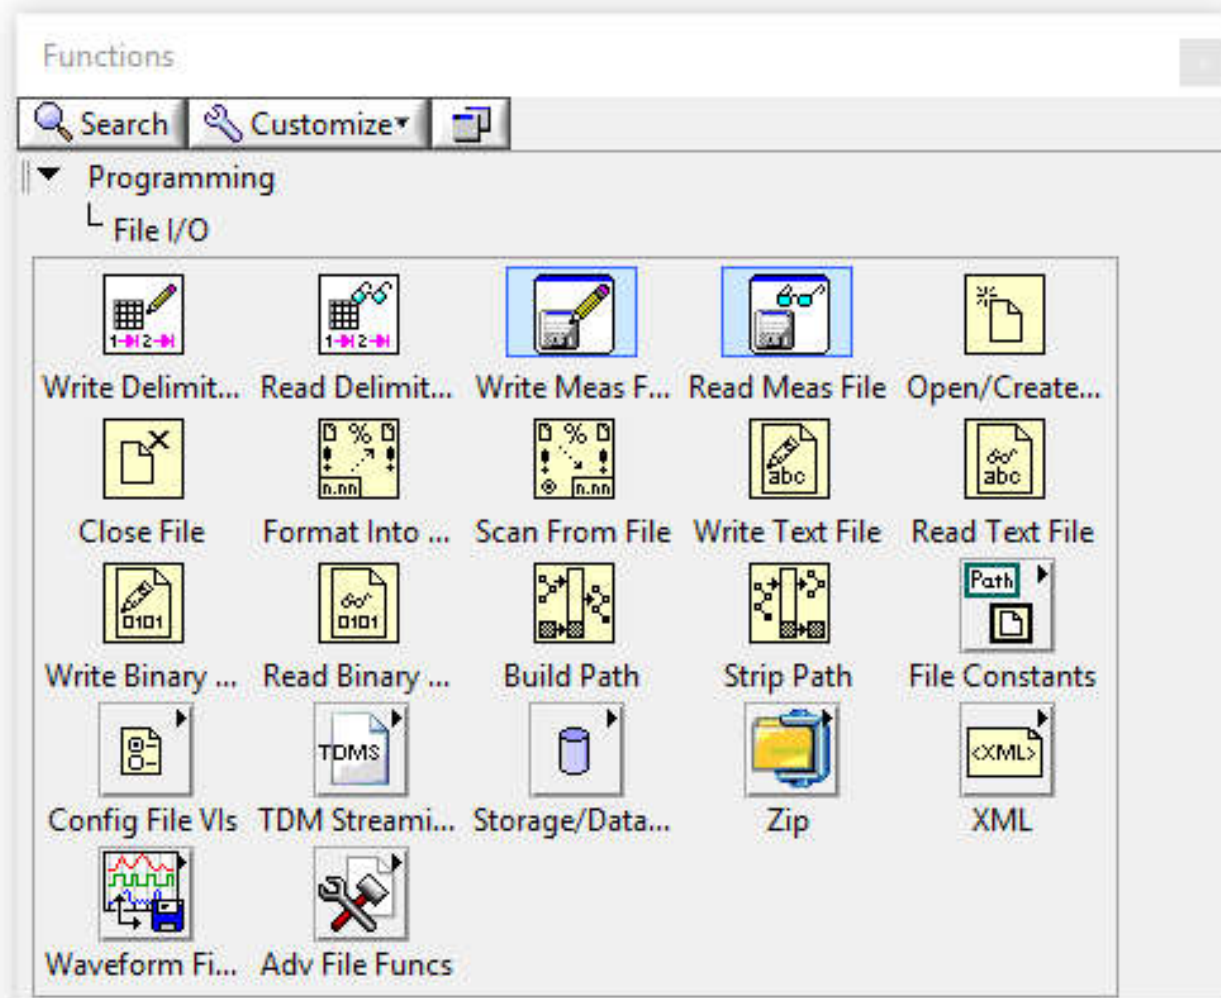 Functions
Search Customize
Programming
File I/O
1 2
1 2
Write Delimit... Read Delimit... Write Meas F... Read Meas File Open/Create...
%
n.nn
%
n.nn
abc
abc
Close File Format Into ... Scan From File Write Text File Read Text File
0101
0101
Path
Write Binary ... Read Binary ... Build Path Strip Path File Constants
TDMS
<XML>
Config File VIs TDM Streami... Storage/Data... Zip XML
Waveform Fi... Adv File Funcs